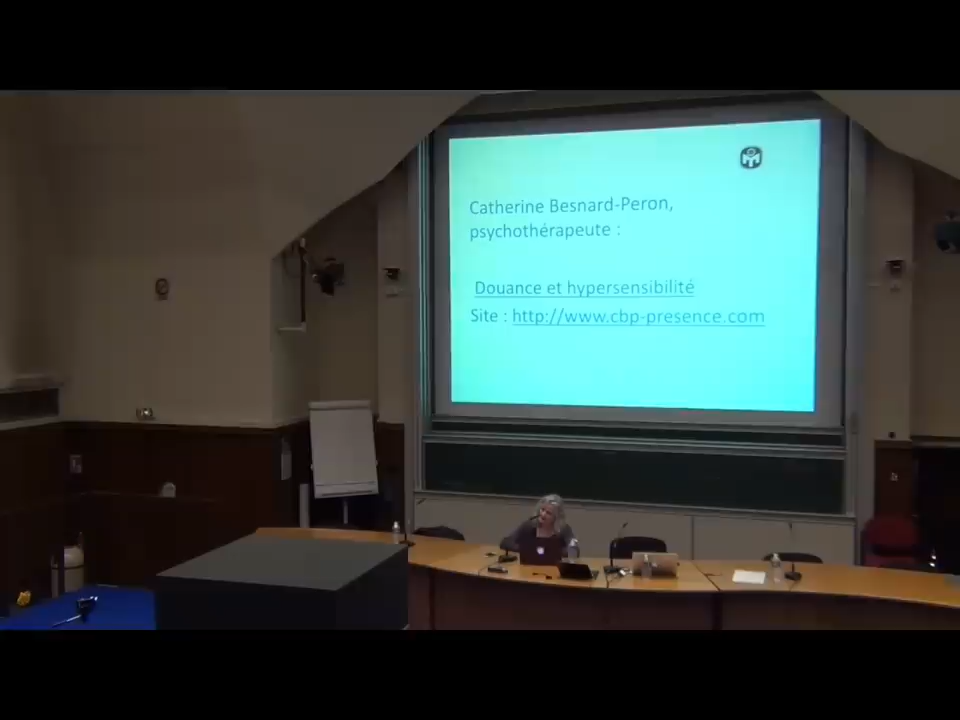 Catherine Besnard-Peron,
psychothérapeute :
Douance et hypersensibilité
Site : http://www.cbp-presence.com